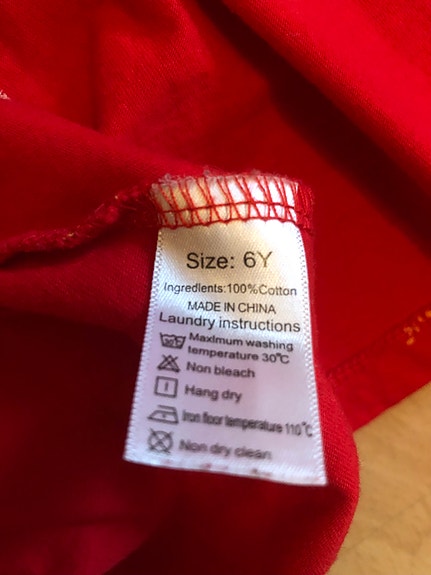 Size: 6Y
Ingredients:100%Cotton
MADE IN CHINA
Laundry instructions
Maximum washing
temperature 30℃
Non bleach
Hang dry
Iron floor temperature 110℃
Non dry clean